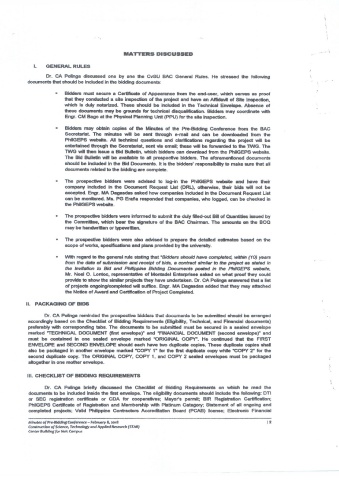 MATTERS DISCUSSED
I. GENERAL RULES
Dr. CA Polinga discussed one by one the CvSU BAC General Rules. He stressed the following
documents that should be included in the bidding documents:
• Bidders must secure a Certificate of Appearance from the end-user, which serves as proof
that they conducted a site inspection of the project and have an Affidavit of Site Inspection,
which is duly notarized. These should be included in the Technical Envelope. Absence of
these documents may be grounds for technical disqualification. Bidders may coordinate with
Engr. CM Bago at the Physical Planning Unit (PPU) for the site inspection.
• Bidders may obtain copies of the Minutes of the Pre-Bidding Conference from the BAC
Secretariat. The minutes will be sent through e-mail and can be downloaded from the
PhilGEPS website. All technical questions and clarifications regarding the project will be
entertained through the Secretariat, sent via email; these will be forwarded to the TWG. The
TWG will then issue a Bid Bulletin, which bidders can download from the PhilGEPS website.
The Bid Bulletin will be available to all prospective bidders. The aforementioned documents
should be included in the Bid Documents. It is the bidders' responsibility to make sure that all
documents related to the bidding are complete.
• The prospective bidders were advised to log-in the PhilGEPS website and have their
company included in the Document Request List (DRL), otherwise, their bids will not be
accepted. Engr. MA Dagasdas asked how companies included in the Document Request List
can be monitored. Ms. PG Eraña responded that companies, who logged, can be checked in
the PhilGEPS website.
• The prospective bidders were informed to submit the duly filled-out Bill of Quantities issued by
the Committee, which bear the signature of the BAC Chairman. The amounts on the BOQ
may be handwritten or typewritten.
• The prospective bidders were also advised to prepare the detailed estimates based on the
scope of works, specifications and plans provided by the university.
• With regard to the general rule stating that "Bidders should have completed, within (10) years
from the date of submission and receipt of bids, a contract similar to the project as stated in
the Invitation to Bid and Philippine Bidding Documents posted in the PhilGEPS website,
Mr. Noel O. Lontoc, representative of Montedel Enterprises asked on what proof they could
provide to show the similar projects they have undertaken. Dr. CA Polinga answered that a list
of projects ongoing/completed will suffice. Engr. MA Dagasdas added that they may attached
the Notice of Award and Certification of Project Completed.
II. PACKAGING OF BIDS
Dr. CA Polinga reminded the prospective bidders that documents to be submitted should be arranged
accordingly based on the Checklist of Bidding Requirements (Eligibility, Technical, and Financial documents)
preferably with corresponding tabs. The documents to be submitted must be secured in a sealed envelope
marked "TECHNICAL DOCUMENT (first envelope)" and "FINANCIAL DOCUMENT (second envelope)" and
must be contained in one sealed envelope marked "ORIGINAL COPY". He continued that the FIRST
ENVELOPE and SECOND ENVELOPE should each have two duplicate copies. These duplicate copies shall
also be packaged in another envelope marked "COPY 1" for the first duplicate copy while "COPY 2" for the
second duplicate copy. The ORIGINAL COPY, COPY 1, and COPY 2 sealed envelopes must be packaged
altogether in one mother envelope.
III. CHECKLIST OF BIDDING REQUIREMENTS
Dr. CA Polinga briefly discussed the Checklist of Bidding Requirements on which he read the
documents to be included inside the first envelope. The eligibility documents should include the following: DTI
or SEC registration certificate or CDA for cooperative; Mayor's permit; BIR Registration Certification;
PhilGEPS Certificate of Registration and Membership with Platinum Category; Statement of all ongoing and
completed projects; Valid Philippine Contractors Accreditation Board (PCAB) license; Electronic Financial
Minutes of Pre-Bidding Conference – February 8, 2018
Construction of Science, Technology and Applied Research (STAR)
Center Building for Main Campus